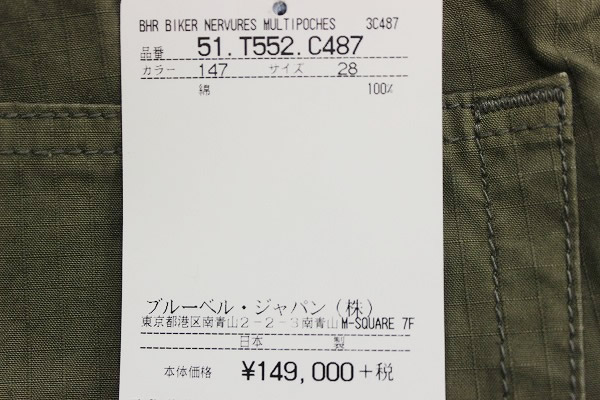 BHR BIKER NERVURES MULTIPOCHES 3C487
品番 51.T552.C487
カラー 147 サイズ 28
綿 100%
ブルーベル・ジャパン(株)
東京都港区南青山2-2-3南青山M-SQUARE 7F
日本 製
本体価格 ¥149,000+税